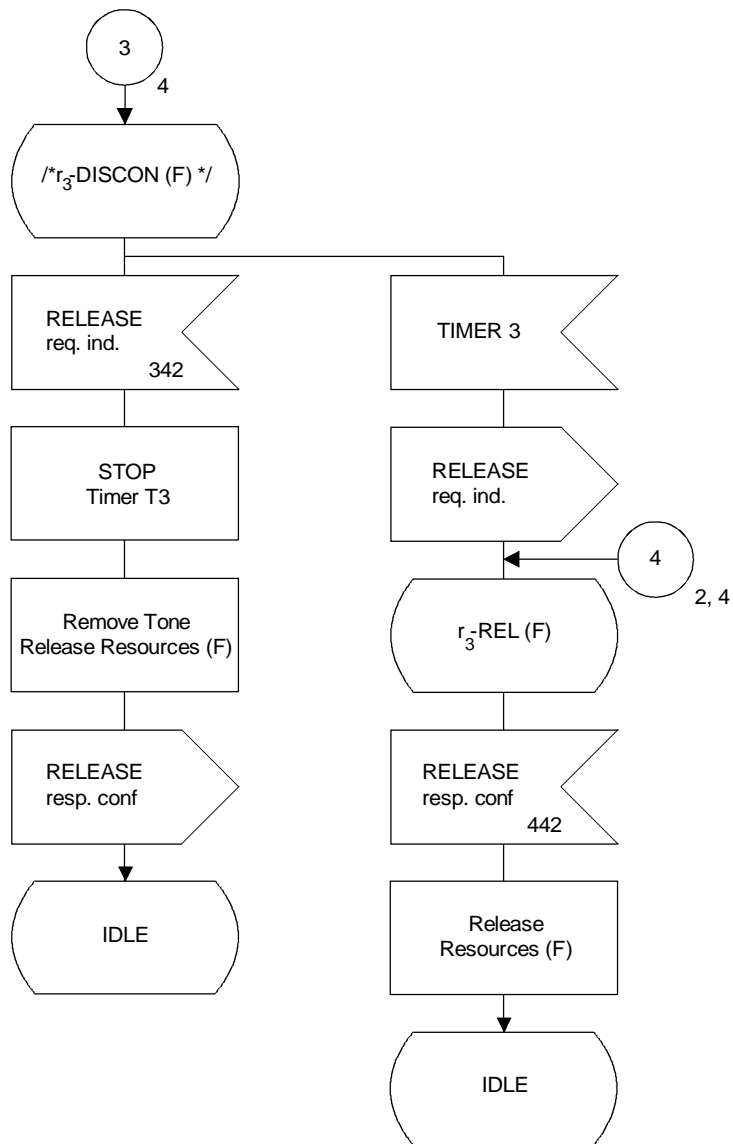 3
4
/*r3-DISCON (F) */
RELEASE
req. ind.
342
STOP
Timer T3
Remove Tone
Release Resources (F)
RELEASE
resp. conf
IDLE
TIMER 3
RELEASE
req. ind.
4
2, 4
r3-REL (F)
RELEASE
resp. conf
442
Release
Resources (F)
IDLE